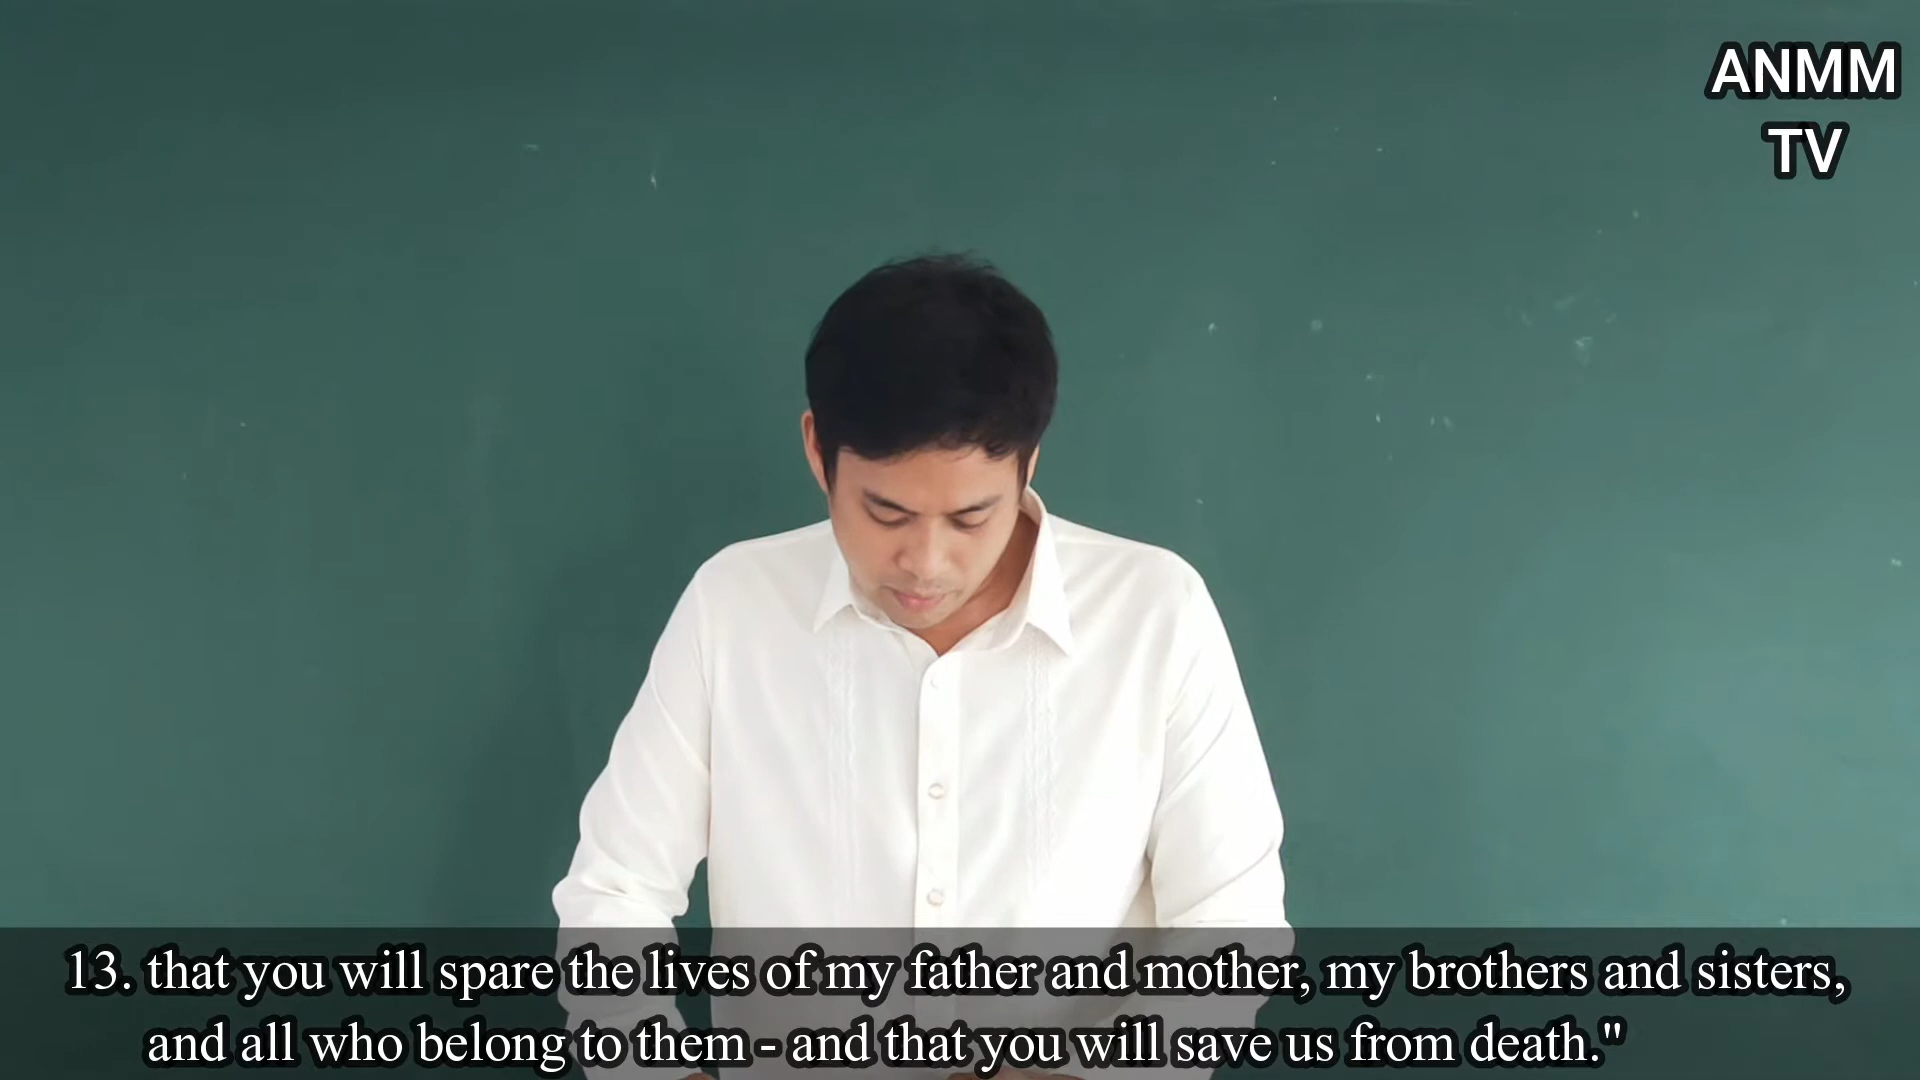 ANMM
TV
13. that you will spare the lives of my father and mother, my brothers and sisters,
and all who belong to them - and that you will save us from death."